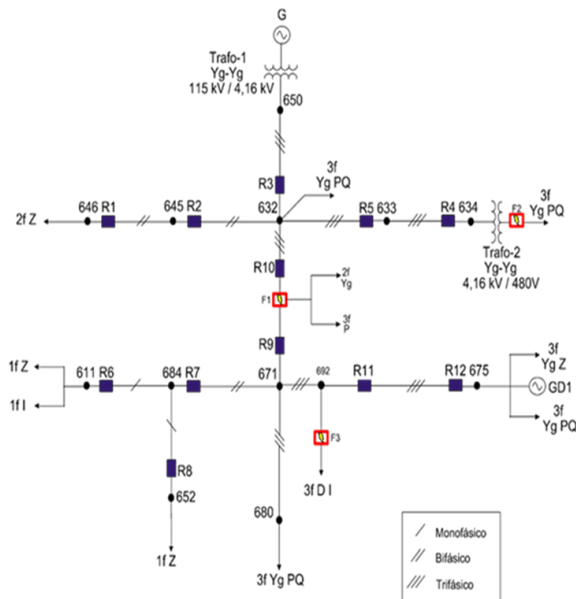 G
Trafo-1
Yg-Yg
115 kV / 4,16 kV
650
R3
3f
Yg PQ
646 R1
645 R2
632
R5 633
R4 634
F2
3f
Yg PQ
2f Z
Trafo-2
Yg-Yg
4,16 kV / 480V
R10
2f
Yg
F1
3f
P
R9
1f Z
611 R6
684 R7
671
692
R11
R12 675
3f
Yg Z
GD1
1f I
3f
Yg PQ
F3
R8
652
3f D I
680
1f Z
3f Yg PQ
Monofásico
Bifásico
Trifásico